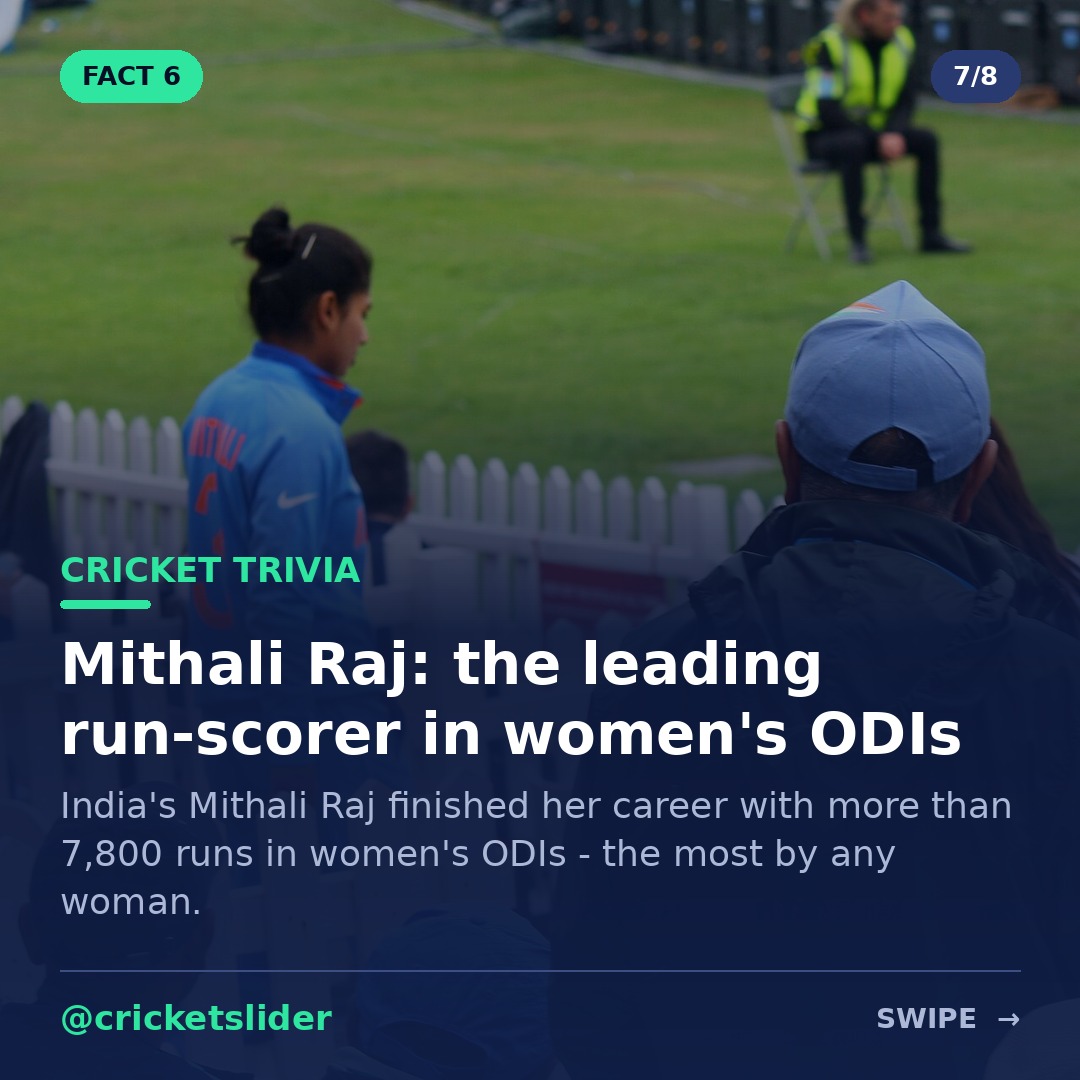 FACT 6
7/8
CRICKET TRIVIA
Mithali Raj: the leading
run-scorer in women's ODIs
India's Mithali Raj finished her career with more than
7,800 runs in women's ODIs - the most by any
woman.
@cricketslider
SWIPE →